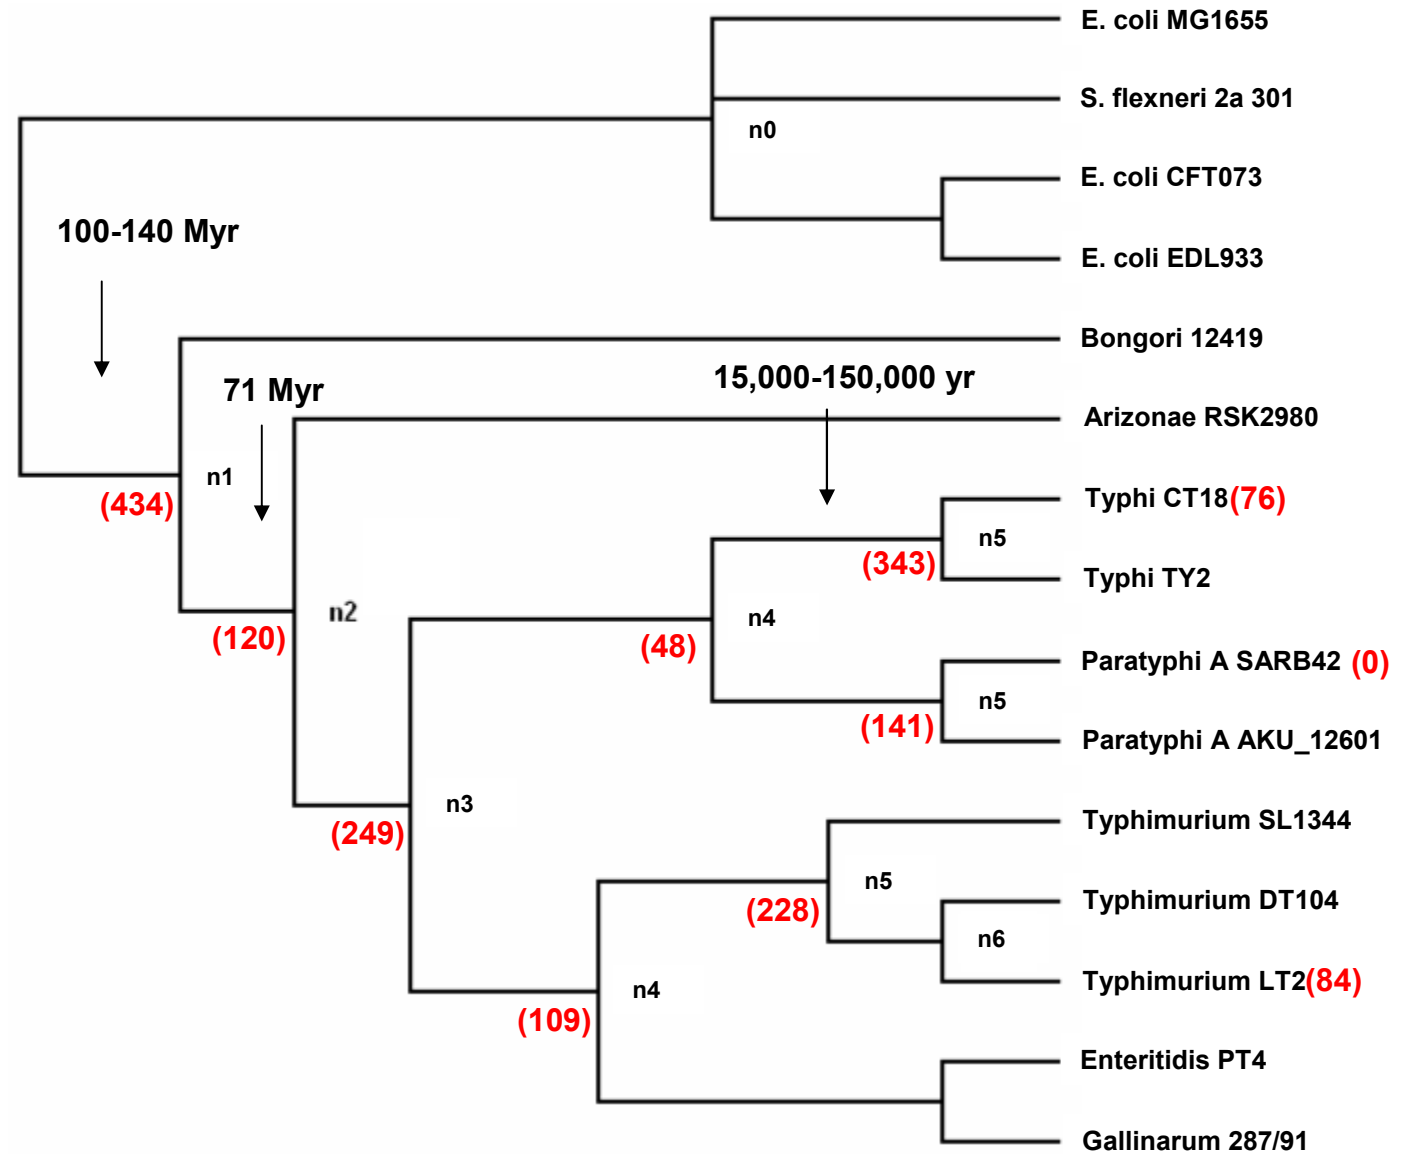 E. coli MG1655
S. flexneri 2a 301
n0
E. coli CFT073
100-140 Myr
E. coli EDL933
Bongori 12419
71 Myr
15,000-150,000 yr
Arizonae RSK2980
n1
(434)
Typhi CT18(76)
n5
(343)
Typhi TY2
n2
(120)
n4
(48)
Paratyphi A SARB42 (0)
n5
(141)
Paratyphi A AKU_12601
n3
(249)
Typhimurium SL1344
n5
(228)
Typhimurium DT104
n6
Typhimurium LT2(84)
n4
(109)
Enteritidis PT4
Gallinarum 287/91